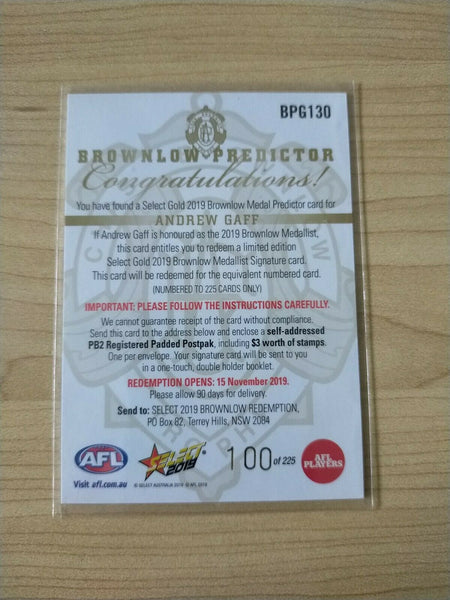 BPG130
BROWNLOW PREDICTOR
Congratulations!
You have found a Select Gold 2019 Brownlow Medal Predictor card for
ANDREW GAFF
If Andrew Gaff is honoured as the 2019 Brownlow Medallist,
this card entitles you to redeem a limited edition
Select Gold 2019 Brownlow Medallist Signature card.
This card will be redeemed for the equivalent numbered card.
(NUMBERED TO 225 CARDS ONLY)
IMPORTANT: PLEASE FOLLOW THE INSTRUCTIONS CAREFULLY.
We cannot guarantee receipt of the card without compliance.
Send this card to the address below and enclose a self-addressed
PB2 Registered Padded Postpak, including $3 worth of stamps.
One per envelope. Your signature card will be sent to you
in a one-touch, double holder booklet.
REDEMPTION OPENS: 15 November 2019.
Please allow 90 days for delivery.
Send to: SELECT 2019 BROWNLOW REDEMPTION,
PO Box 82, Terrey Hills, NSW 2084
AFL
SELECT
2019
100 of 225
AFL
PLAYERS
Visit afl.com.au
© SELECT AUSTRALIA 2019 © AFL 2019